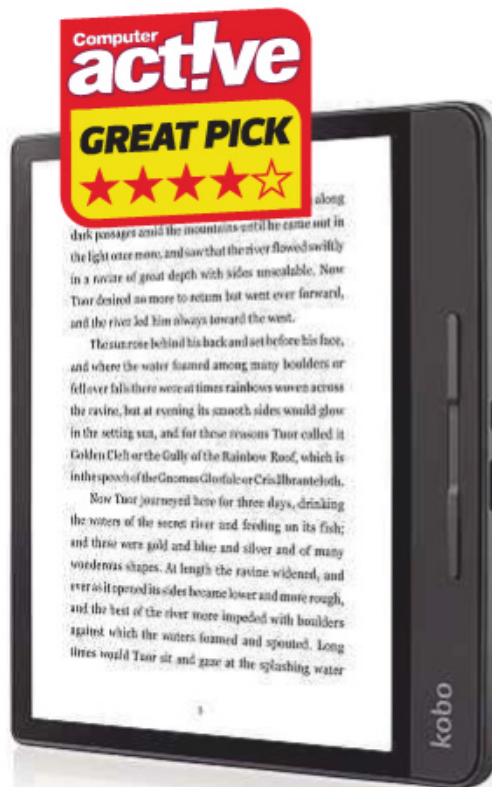 Computer
act!ve
GREAT PICK
along
dark passages amid the mountains until he came out in
the light once more, and saw that the river flowed swiftly
in a ravine of great depth with sides unscalable. Now
Tuor desired no more to return but went ever forward,
and the river led him always toward the west.
The sun rose behind his back and set before his face,
and where the water foamed among many boulders or
fell over falls there were at times rainbows woven across
the ravine, but at evening its smooth sides would glow
in the setting sun, and for these reasons Tuor called it
Golden Cleft or the Gully of the Rainbow Roof, which is
in the speech of the Gnomes Glorfalc or Cris Ilbranteloth.
Now Tuor journeyed here for three days, drinking
the waters of the secret river and feeding on its fish;
and these were gold and blue and silver and of many
wondrous shapes. At length the ravine widened, and
ever as it opened its sides became lower and more rough,
and the bed of the river more impeded with boulders
against which the waters foamed and spouted. Long
times would Tuor sit and gaze at the splashing water
kobo